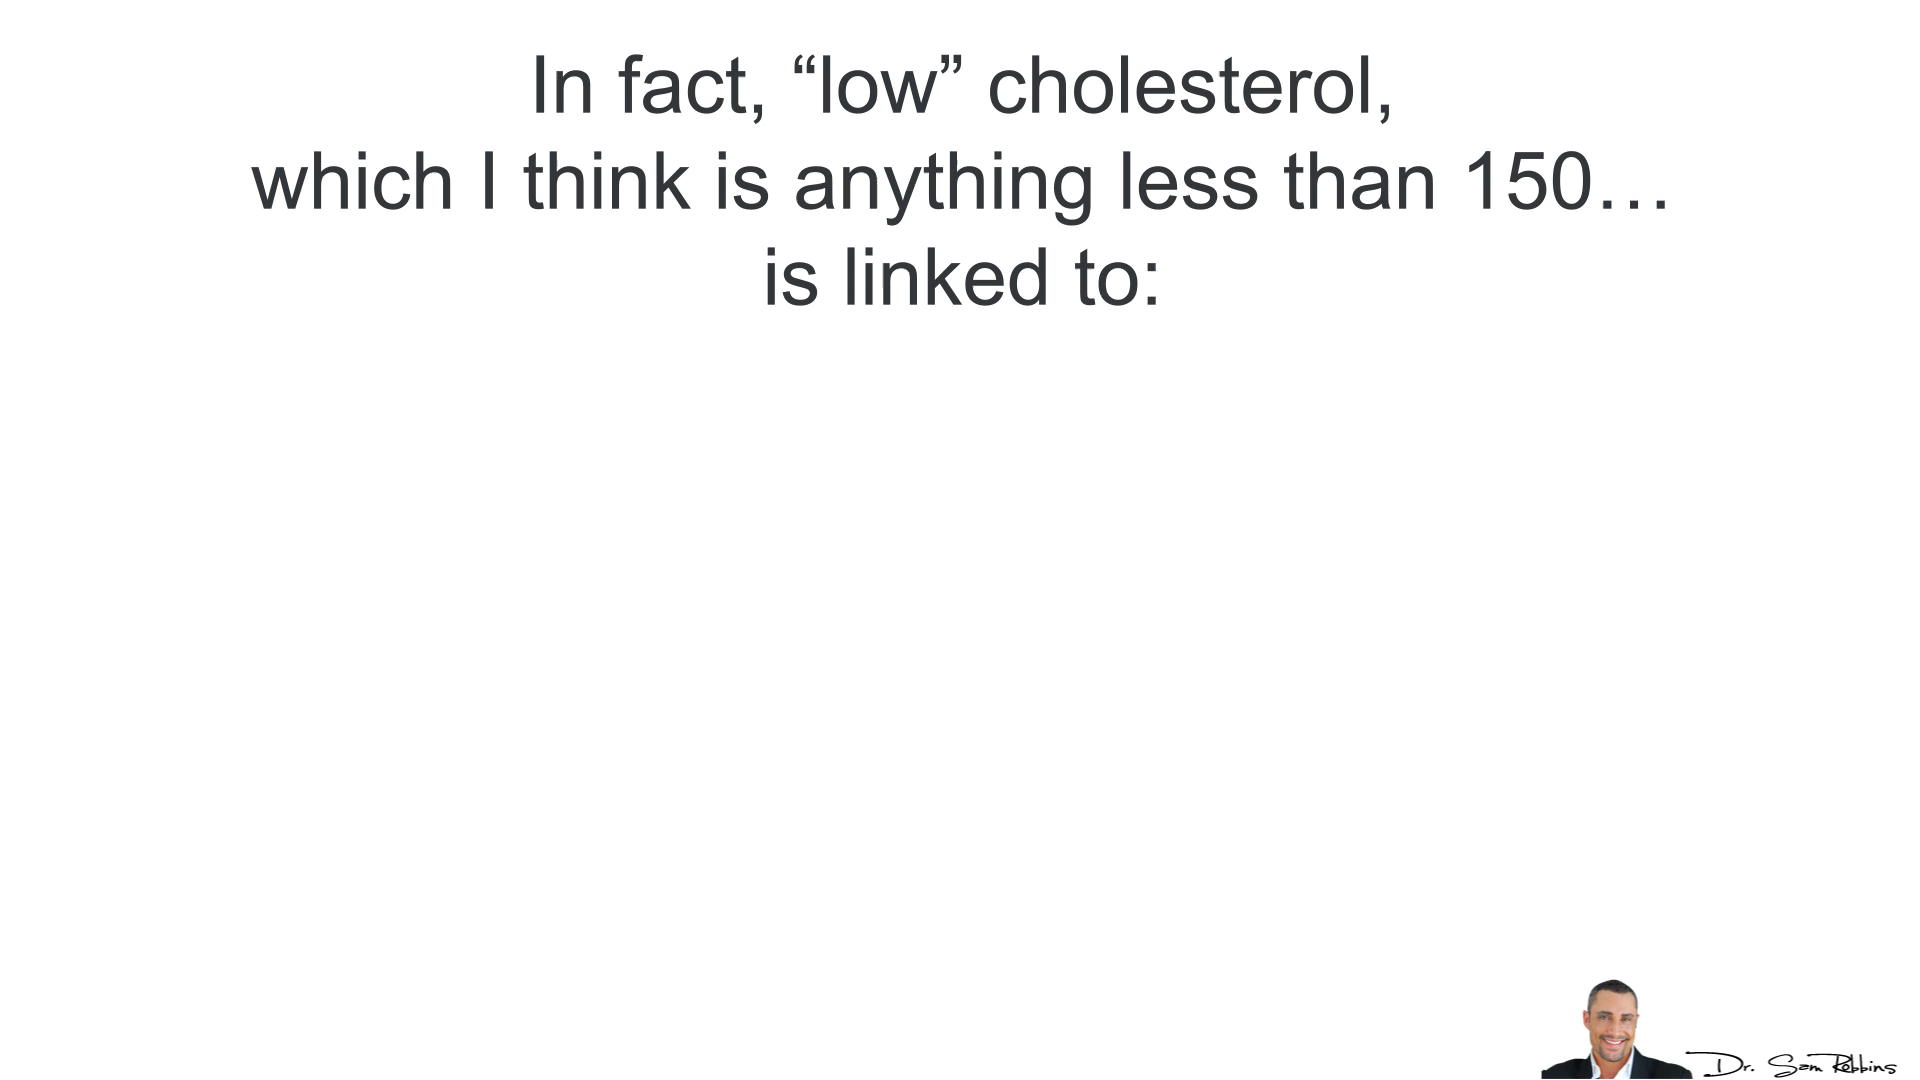 In fact, “low” cholesterol,
which I think is anything less than 150…
is linked to:
Dr. Sam Robbins